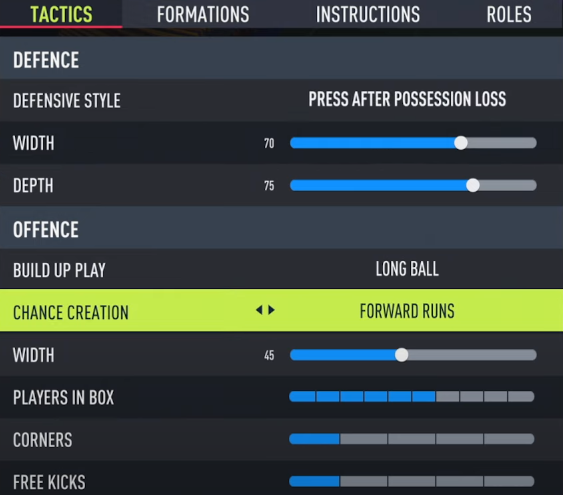 TACTICS FORMATIONS INSTRUCTIONS ROLES
DEFENCE
DEFENSIVE STYLE PRESS AFTER POSSESSION LOSS
WIDTH 70
DEPTH 75
OFFENCE
BUILD UP PLAY LONG BALL
CHANCE CREATION FORWARD RUNS
WIDTH 45
PLAYERS IN BOX
CORNERS
FREE KICKS